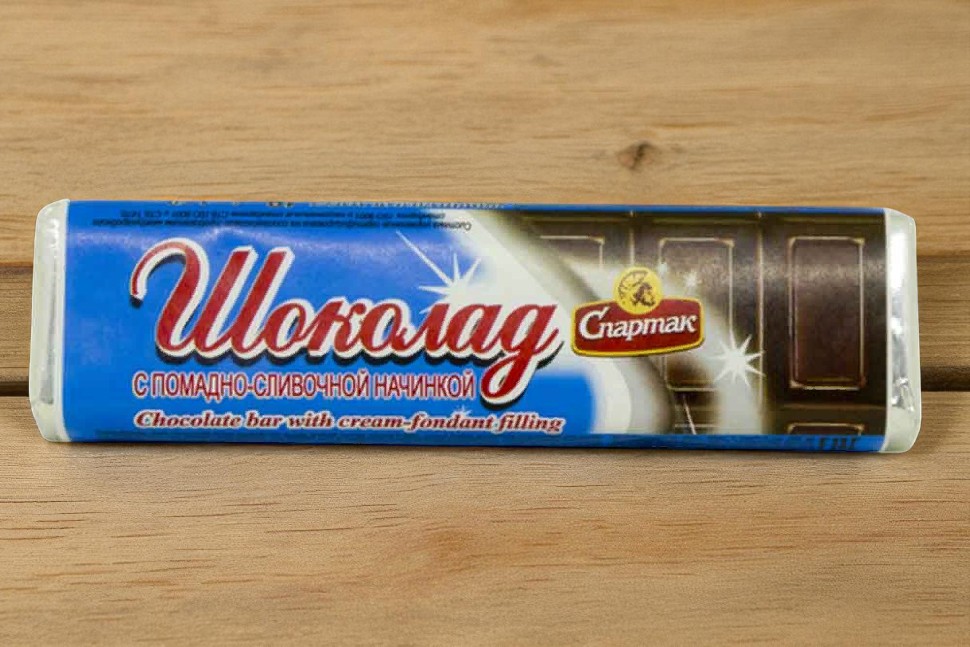 Шоколад
Спартак
С ПОМАДНО-СЛИВОЧНОЙ НАЧИНКОЙ
Chocolate bar with cream-fondant filling